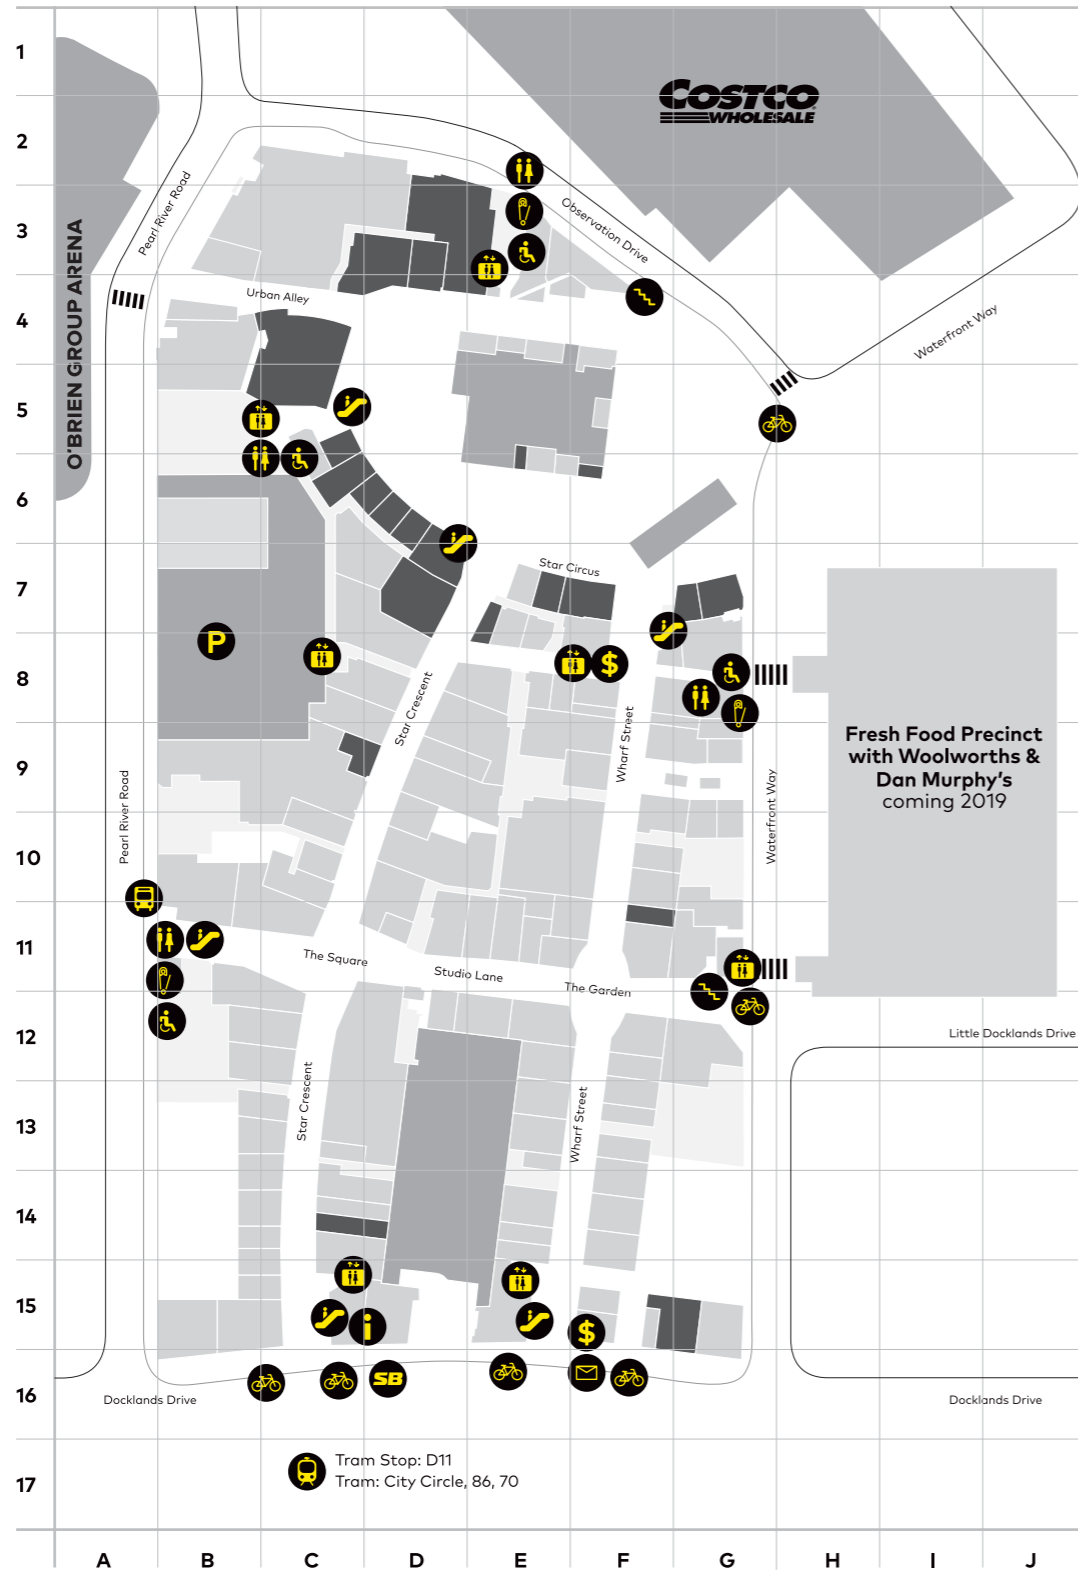 1
COSTCO
WHOLESALE
2
Pearl River Road
3
Observation Drive
O'BRIEN GROUP ARENA
Urban Alley
4
Waterfront Way
5
6
Star Circus
7
P
$
8
Star Crescent
Wharf Street
Fresh Food Precinct
with Woolworths &
Dan Murphy's
coming 2019
9
Pearl River Road
Waterfront Way
10
11
The Square
Studio Lane
The Garden
12
Little Docklands Drive
Star Crescent
Wharf Street
13
14
15
i
$
SB
16
Docklands Drive
Docklands Drive
Tram Stop: D11
Tram: City Circle, 86, 70
17
A B C D E F G H I J